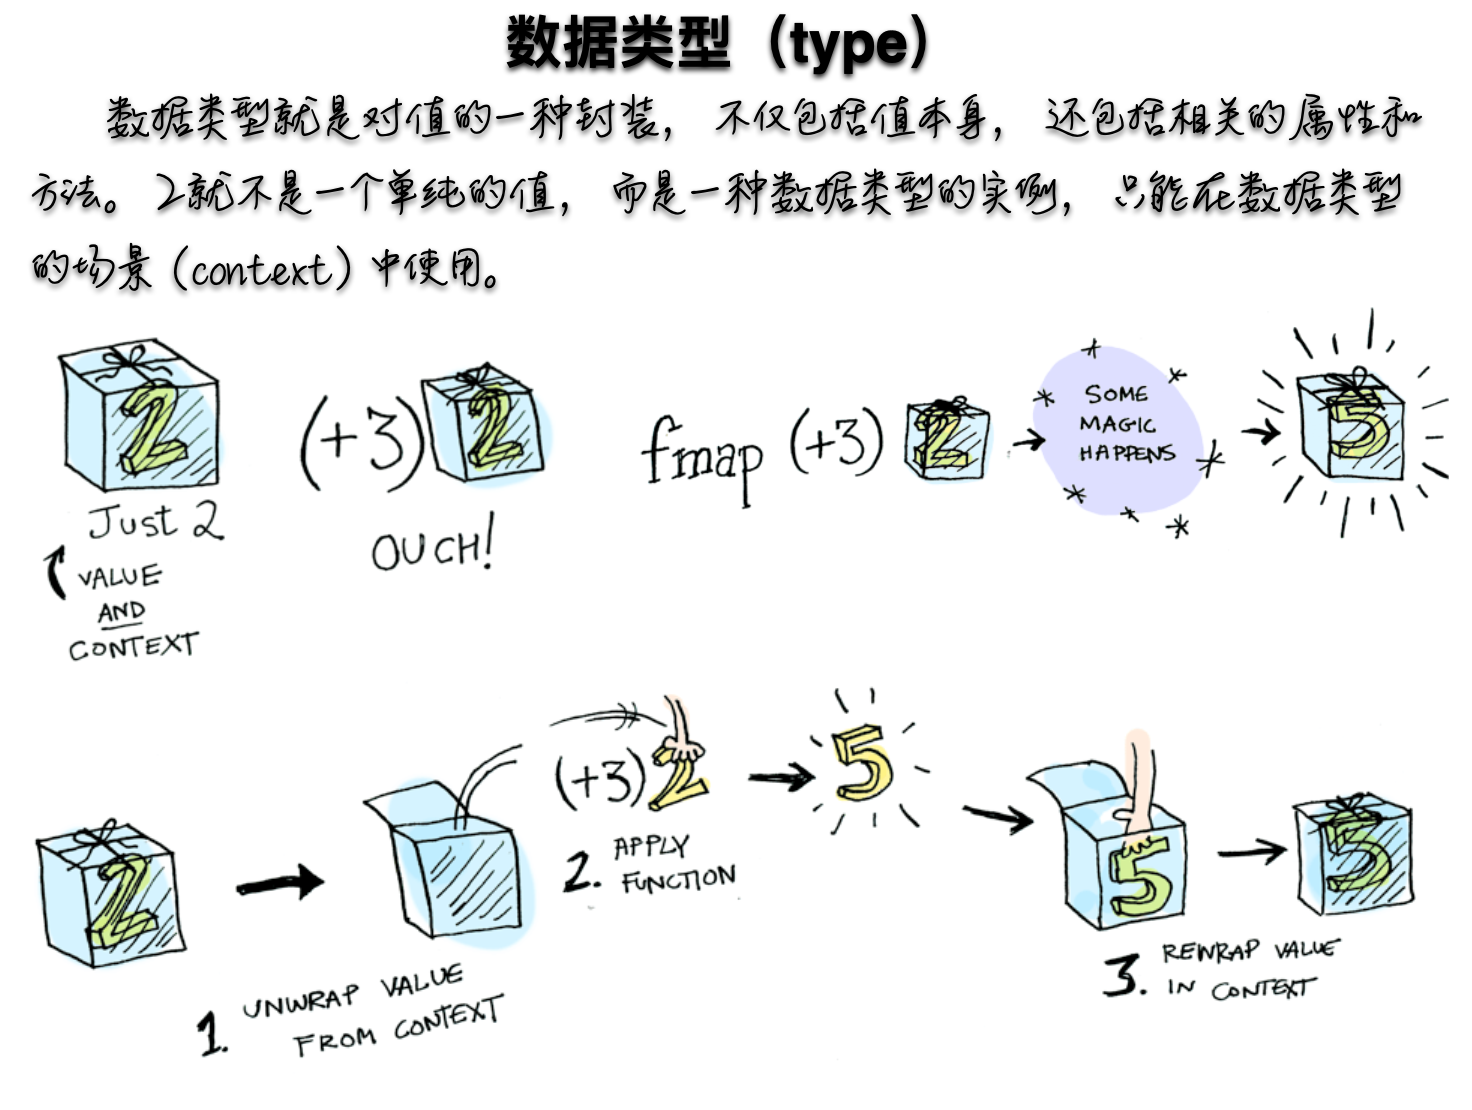 数据类型（type）
数据类型就是对值的一种封装，不仅包括值本身，还包括相关的属性和
方法。2就不是一个单纯的值，而是一种数据类型的实例，只能在数据类型
的场景（context）中使用。
2
Just 2
VALUE
AND
CONTEXT
(+3) 2
OUCH!
fmap (+3) 2
SOME
MAGIC
HAPPENS
5
2
1. UNWRAP VALUE
FROM CONTEXT
(+3) 2
2. APPLY
FUNCTION
5
5
3. REWRAP VALUE
IN CONTEXT
5